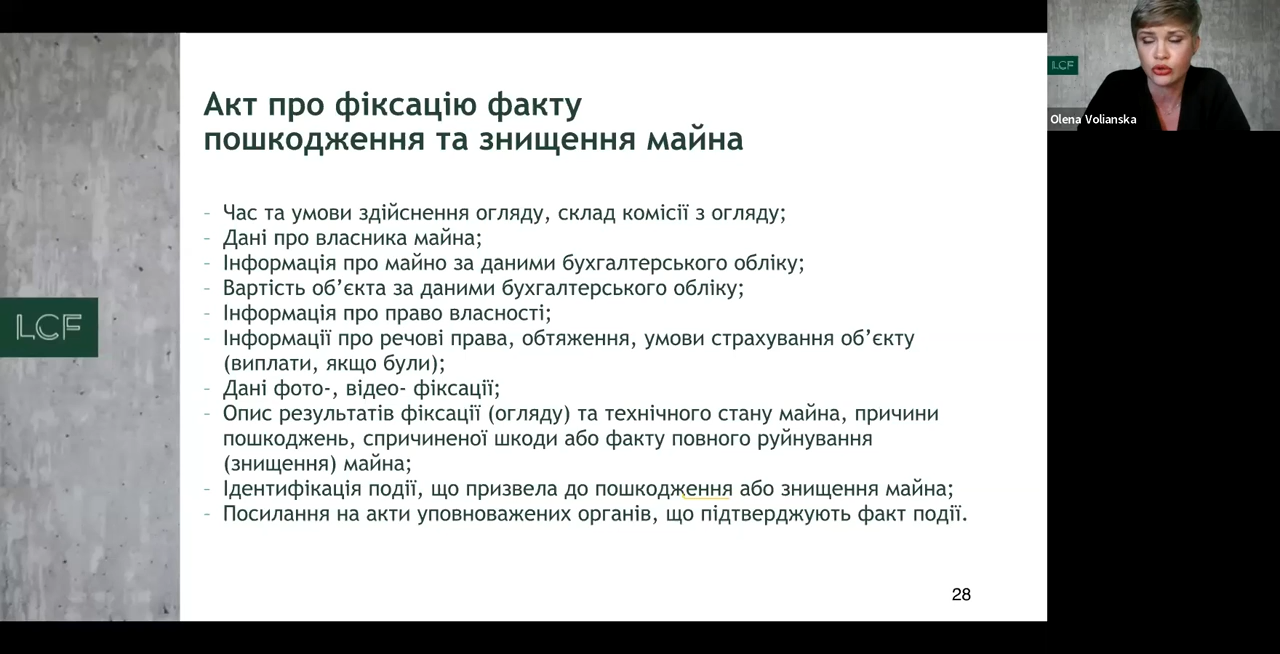 Акт про фіксацію факту
пошкодження та знищення майна
- Час та умови здійснення огляду, склад комісії з огляду;
- Дані про власника майна;
- Інформація про майно за даними бухгалтерського обліку;
- Вартість об’єкта за даними бухгалтерського обліку;
- Інформація про право власності;
- Інформації про речові права, обтяження, умови страхування об’єкту
(виплати, якщо були);
- Дані фото-, відео- фіксації;
- Опис результатів фіксації (огляду) та технічного стану майна, причини
пошкоджень, спричиненої шкоди або факту повного руйнування
(знищення) майна;
- Ідентифікація події, що призвела до пошкодження або знищення майна;
- Посилання на акти уповноважених органів, що підтверджують факт події.
28
LCF
LCF
Olena Volianska